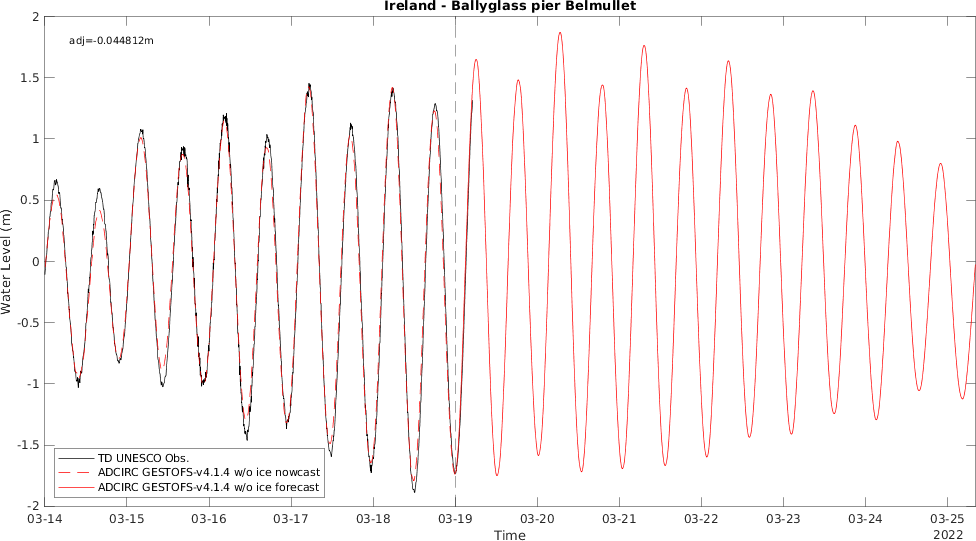 Ireland - Ballyglass pier Belmullet
adj=-0.044812m
2
1.5
1
0.5
0
-0.5
-1
-1.5
-2
Water Level (m)
TD UNESCO Obs.
ADCIRC GESTOFS-v4.1.4 w/o ice nowcast
ADCIRC GESTOFS-v4.1.4 w/o ice forecast
03-14 03-15 03-16 03-17 03-18 03-19 03-20 03-21 03-22 03-23 03-24 03-25
2022
Time